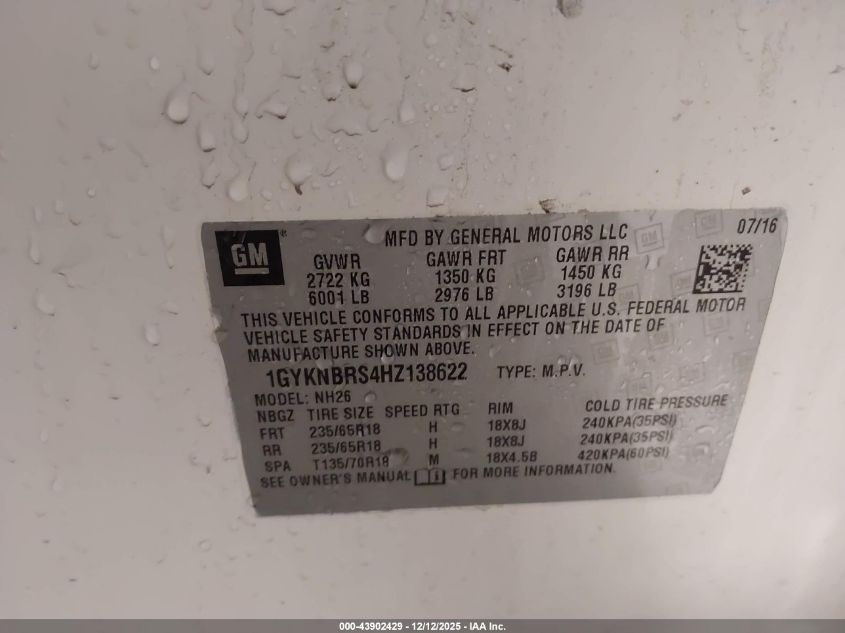 GM
MFD BY GENERAL MOTORS LLC 07/16
GVWR GAWR FRT GAWR RR
2722 KG 1350 KG 1450 KG
6001 LB 2976 LB 3196 LB
THIS VEHICLE CONFORMS TO ALL APPLICABLE U.S. FEDERAL MOTOR
VEHICLE SAFETY STANDARDS IN EFFECT ON THE DATE OF
MANUFACTURE SHOWN ABOVE.
1GYKNBRS4HZ138622 TYPE: M.P.V.
MODEL: NH26
NBGZ TIRE SIZE SPEED RTG RIM COLD TIRE PRESSURE
FRT 235/65R18 H 18X8J 240KPA(35PSI)
RR 235/65R18 H 18X8J 240KPA(35PSI)
SPA T135/70R18 M 18X4.5B 420KPA(60PSI)
SEE OWNER'S MANUAL FOR MORE INFORMATION.
000-43902429 - 12/12/2025 - IAA Inc.